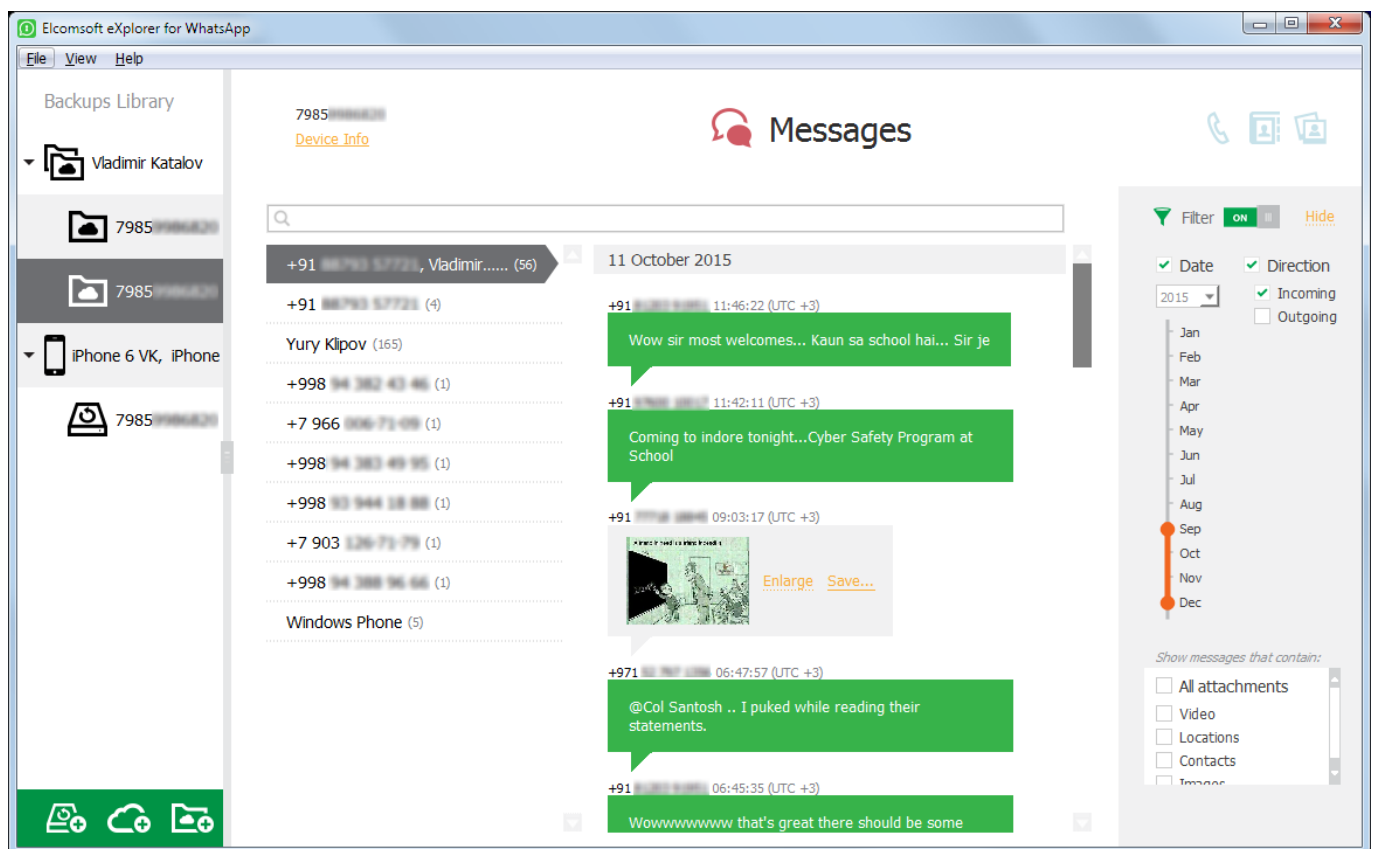 Elcomsoft eXplorer for WhatsApp
File View Help
Backups Library
Vladimir Katalov
7985
7985
iPhone 6 VK, iPhone
7985
7985
Device Info
Messages
+91 , Vladimir...... (56)
+91 (4)
Yury Klipov (165)
+998 (1)
+7 966 (1)
+998 (1)
+998 (1)
+7 903 (1)
+998 (1)
Windows Phone (5)
11 October 2015
+91 11:46:22 (UTC +3)
Wow sir most welcomes... Kaun sa school hai... Sir je
+91 11:42:11 (UTC +3)
Coming to indore tonight...Cyber Safety Program at
School
+91 09:03:17 (UTC +3)
Enlarge Save...
+971 06:47:57 (UTC +3)
@Col Santosh .. I puked while reading their
statements.
+91 06:45:35 (UTC +3)
Wowwwwwwww that's great there should be some
Filter ON Hide
Date Direction
2015 Incoming
Outgoing
Jan
Feb
Mar
Apr
May
Jun
Jul
Aug
Sep
Oct
Nov
Dec
Show messages that contain:
All attachments
Video
Locations
Contacts
Images